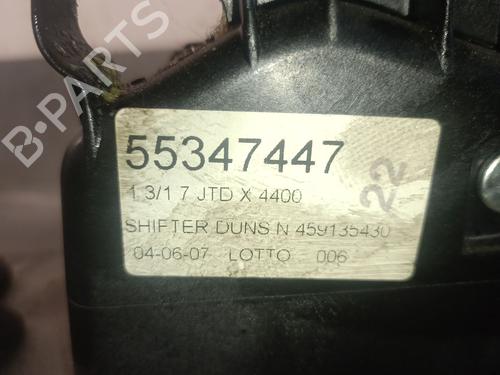 B-PARTS
55347447
1.3/1.7 JTD X 4400
22
SHIFTER DUNS N 459135430
04-06-07 LOTTO 006